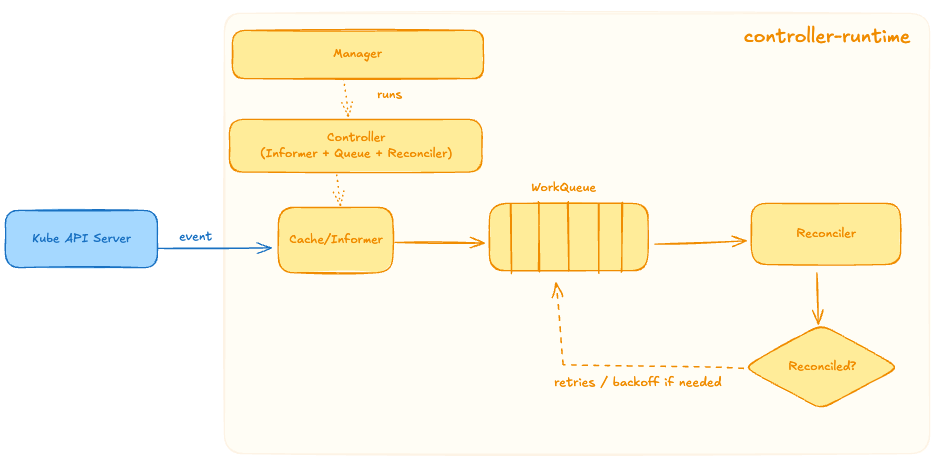 controller-runtime
Manager
runs
Controller
(Informer + Queue + Reconciler)
WorkQueue
Kube API Server
event
Cache/Informer
Reconciler
Reconciled?
retries / backoff if needed